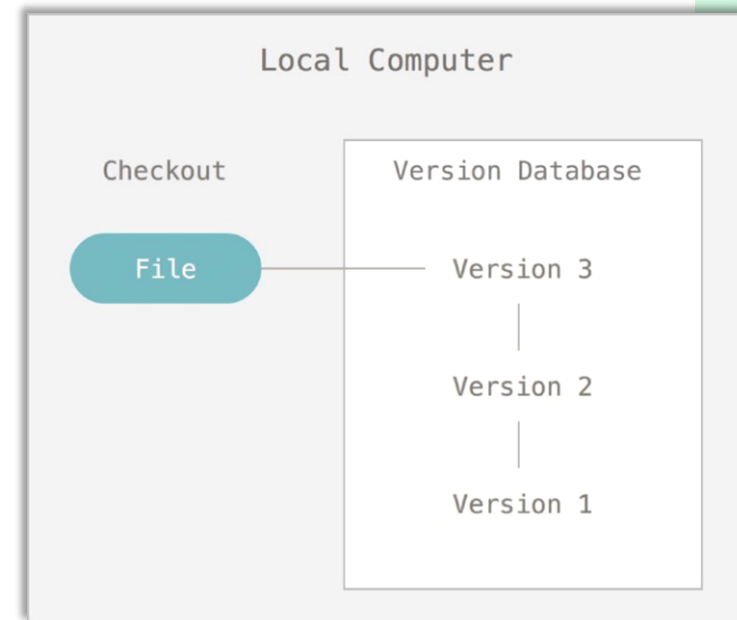 Local Computer
Checkout
Version Database
File
Version 3
Version 2
Version 1